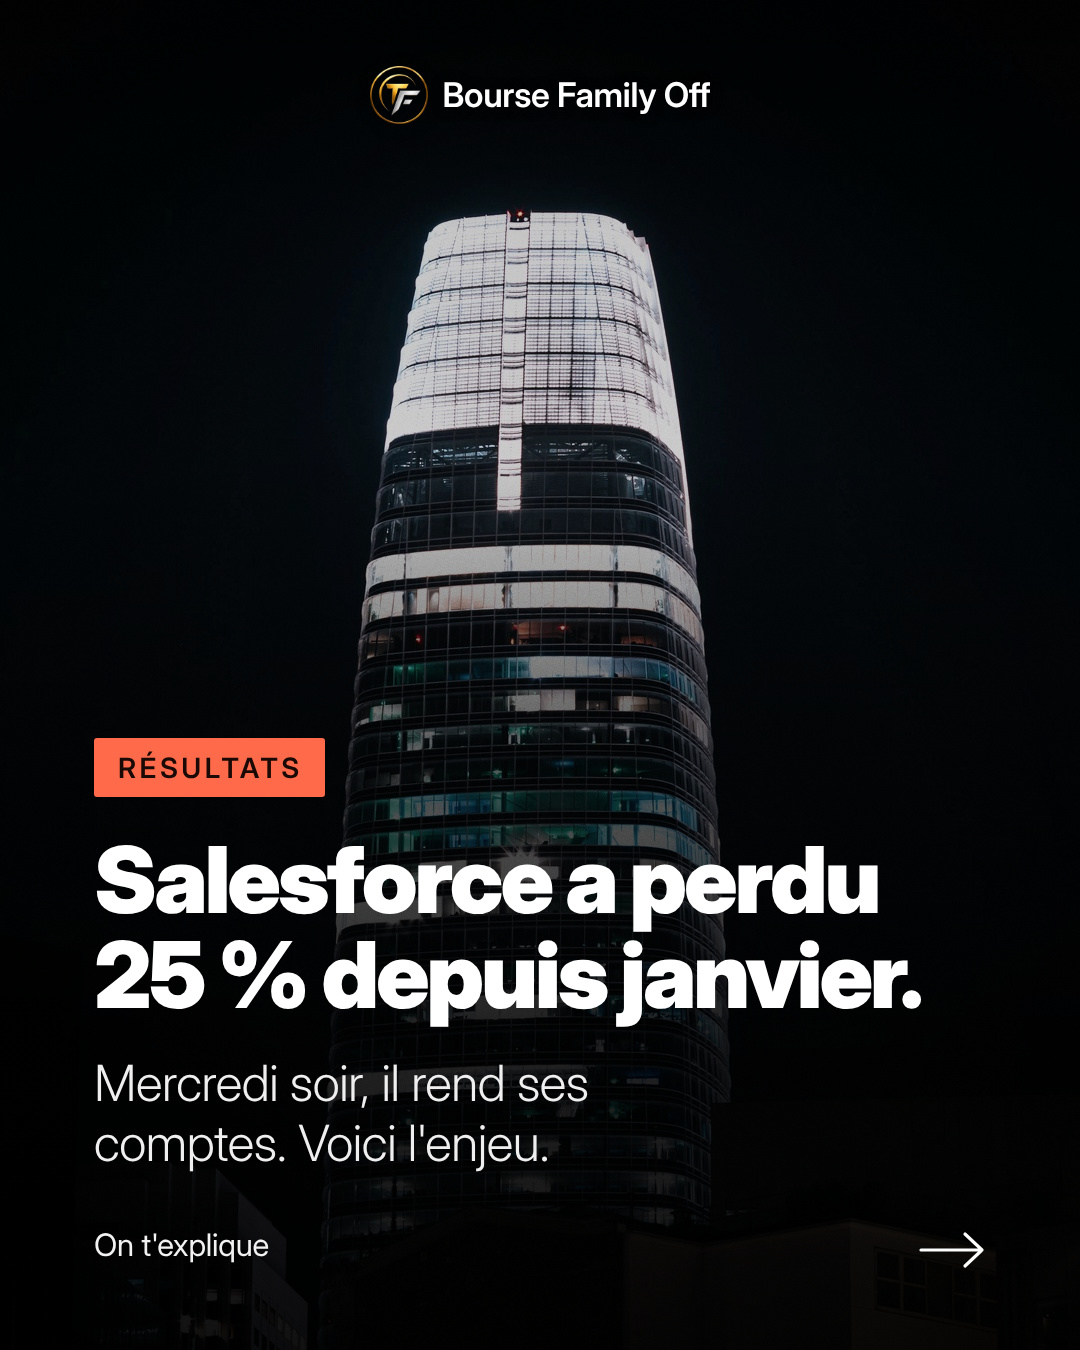 Bourse Family Off
RÉSULTATS
Salesforce a perdu
25 % depuis janvier.
Mercredi soir, il rend ses
comptes. Voici l'enjeu.
On t'explique